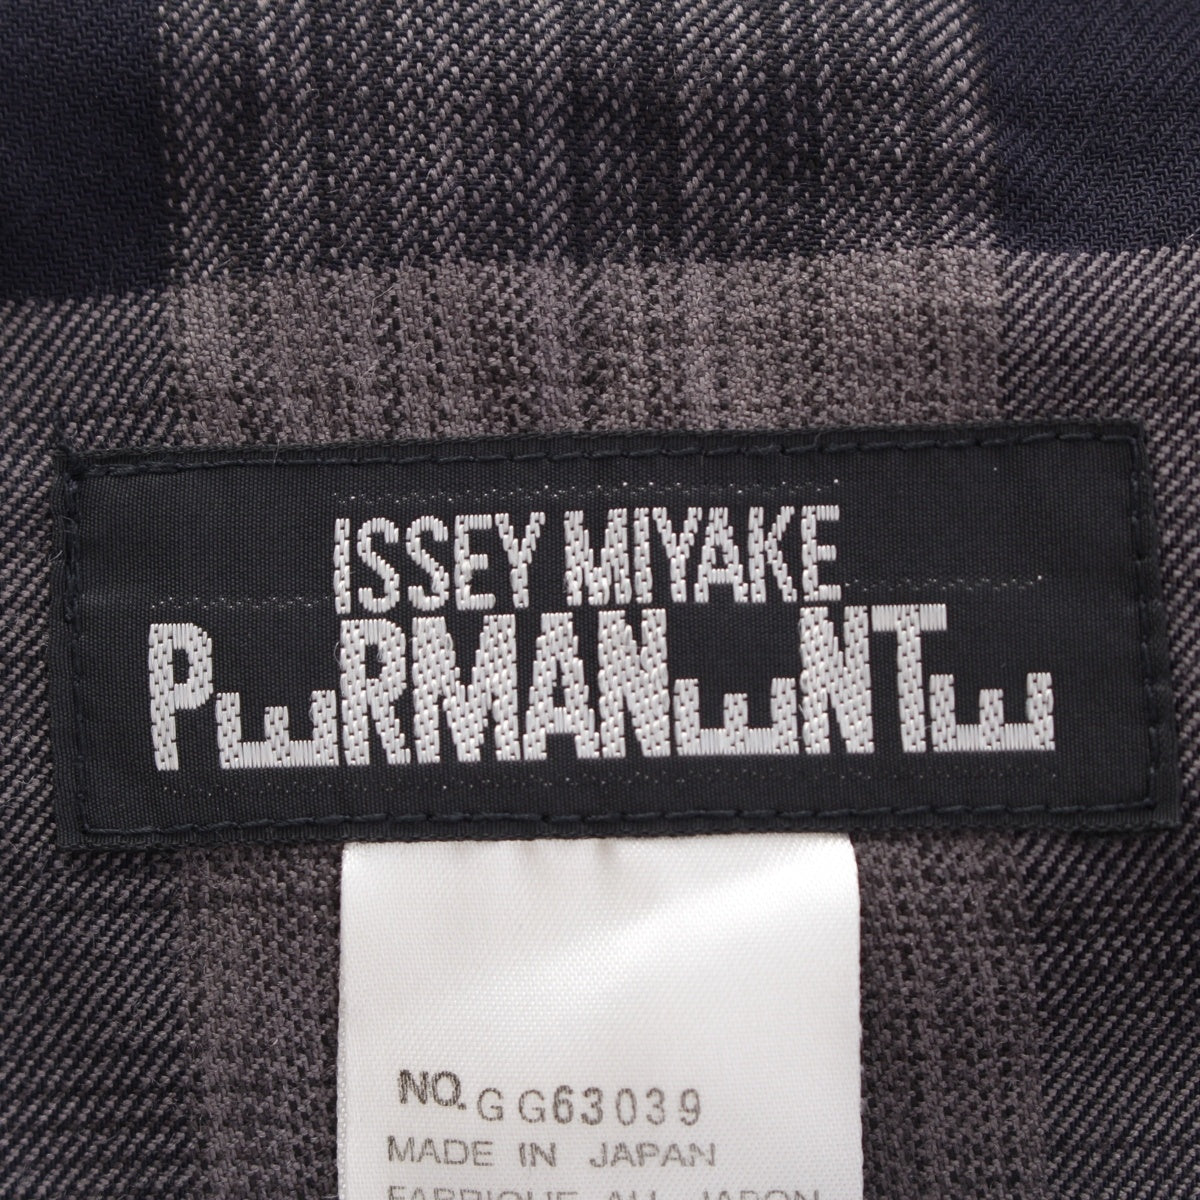 ISSEY MIYAKE
PERMANENTE
NO. GG63039
MADE IN JAPAN
FABRIQUE AU JAPON